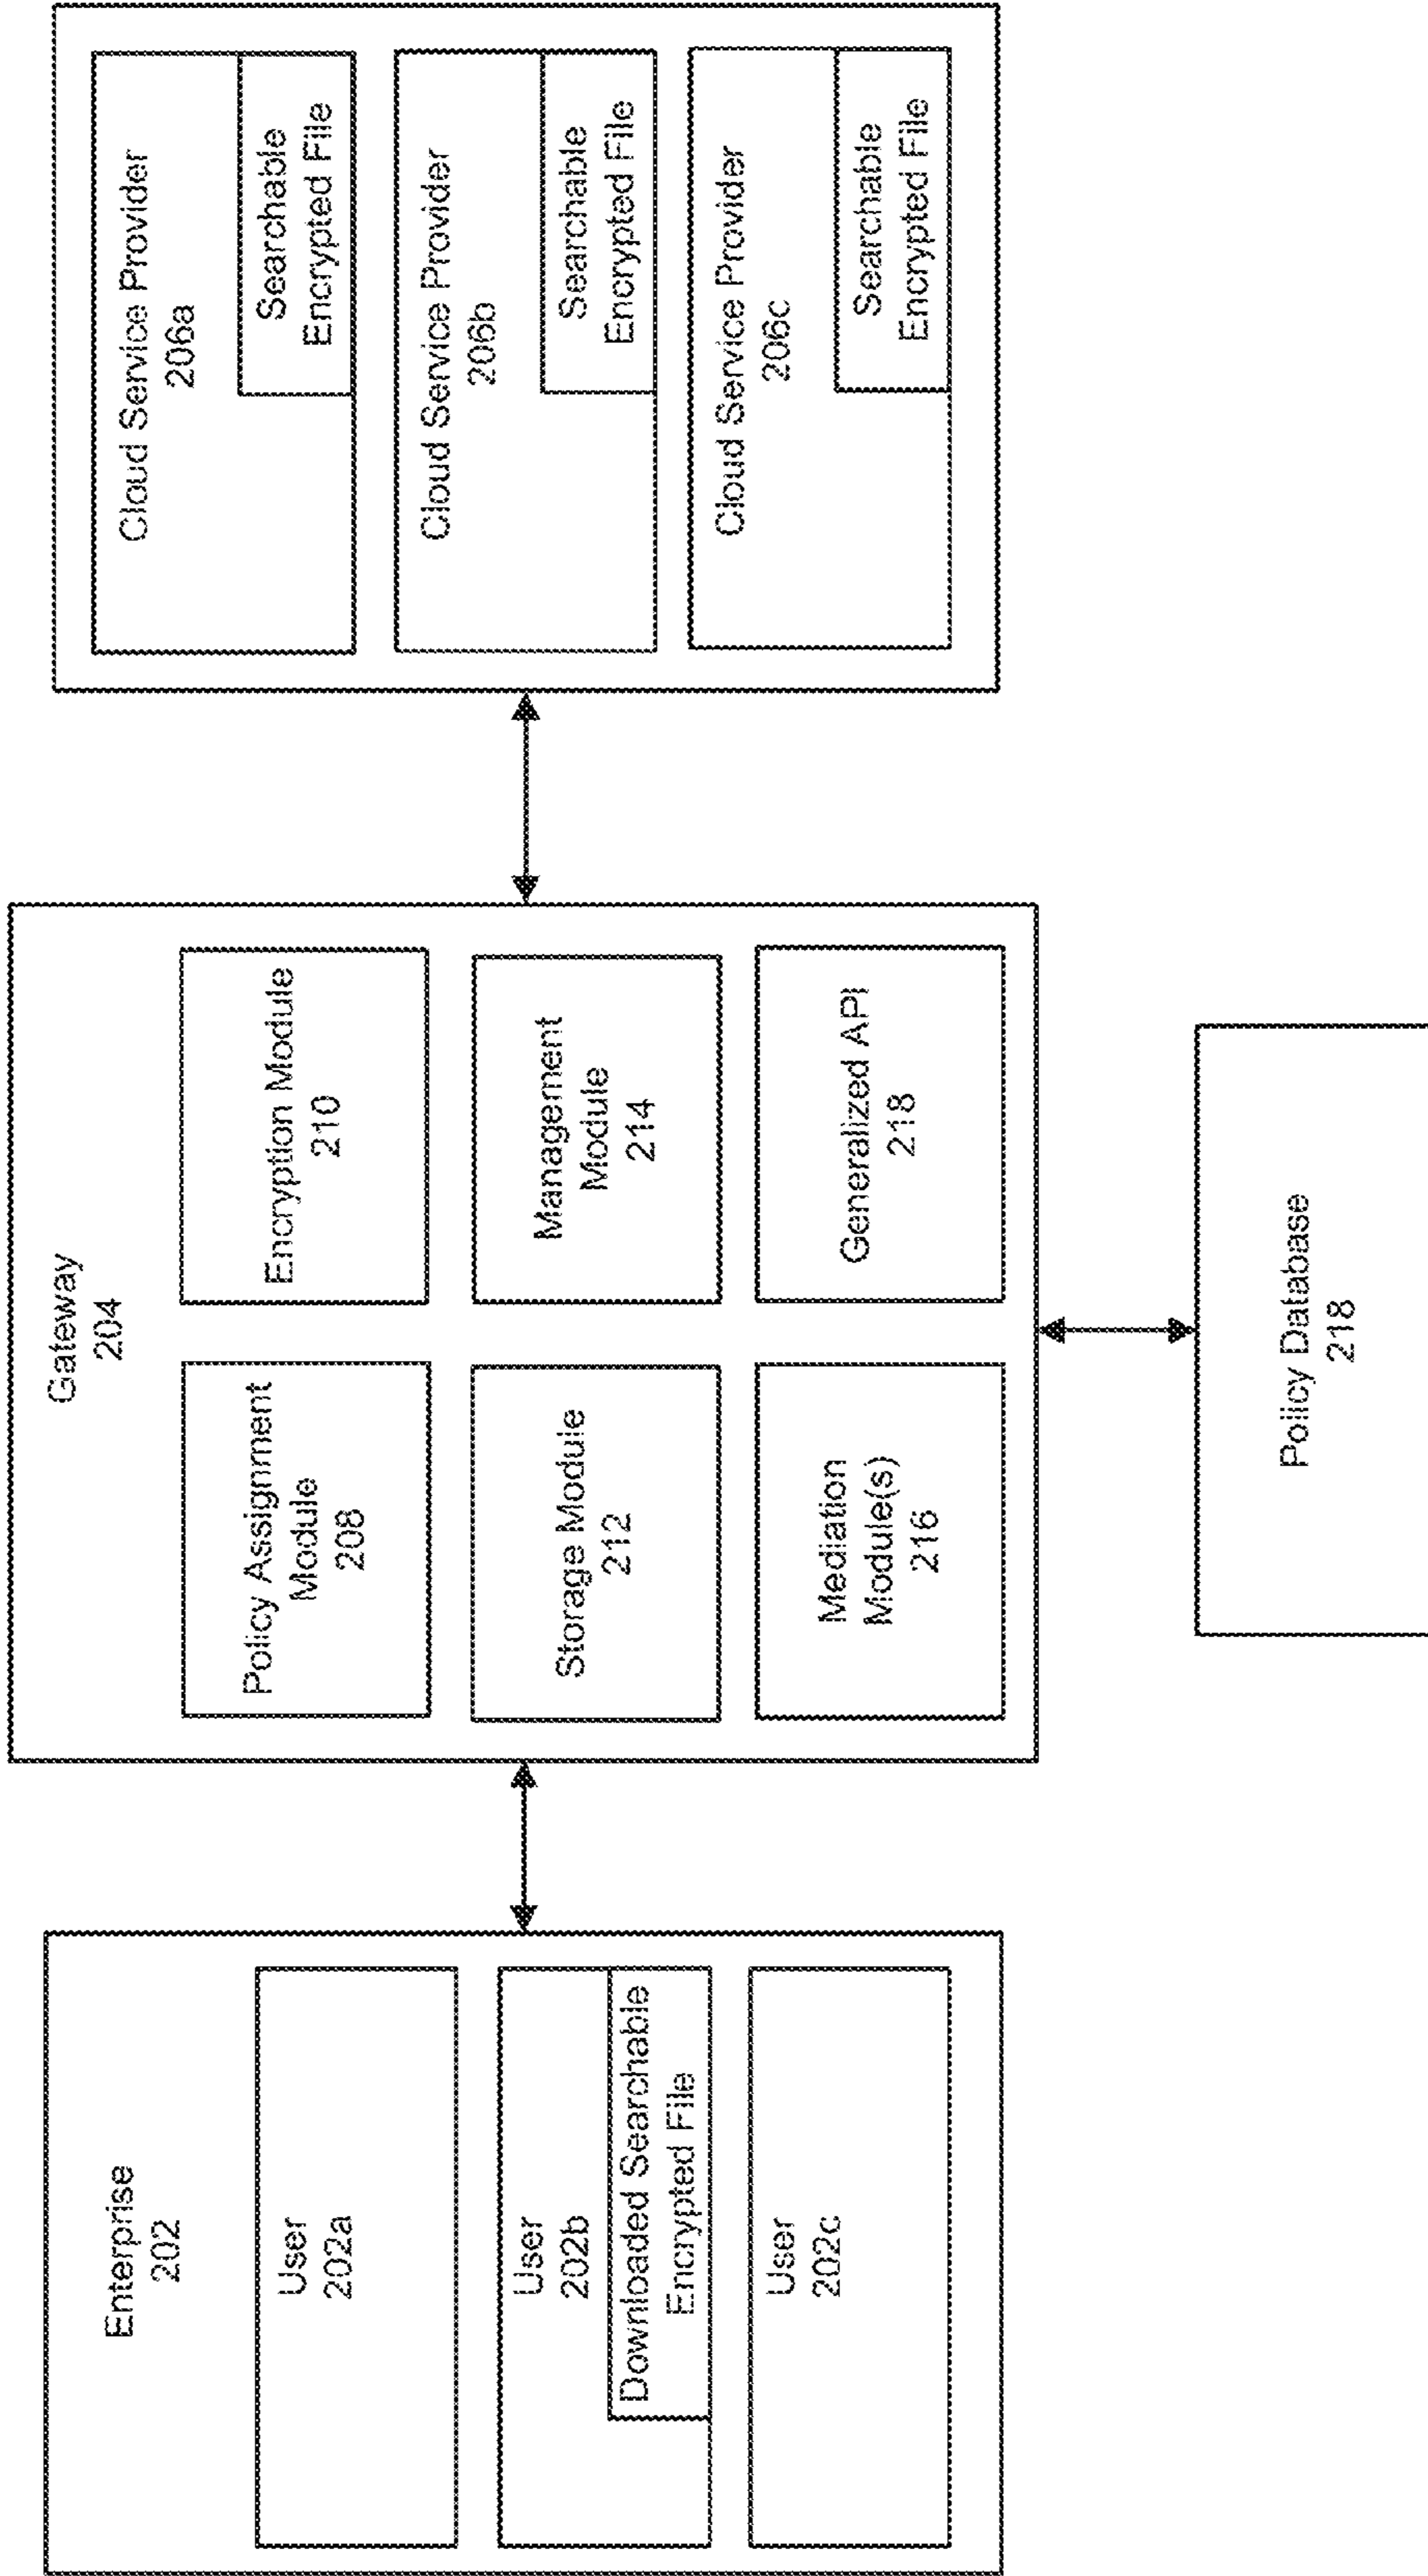 Enterprise
202
User
202a
User
202b
Downloaded Searchable
Encrypted File
User
202c
Gateway
204
Policy Assignment
Module
208
Encryption Module
210
Storage Module
212
Management
Module
214
Mediation
Module(s)
216
Generalized API
218
Policy Database
218
Cloud Service Provider
206a
Searchable
Encrypted File
Cloud Service Provider
206b
Searchable
Encrypted File
Cloud Service Provider
206c
Searchable
Encrypted File